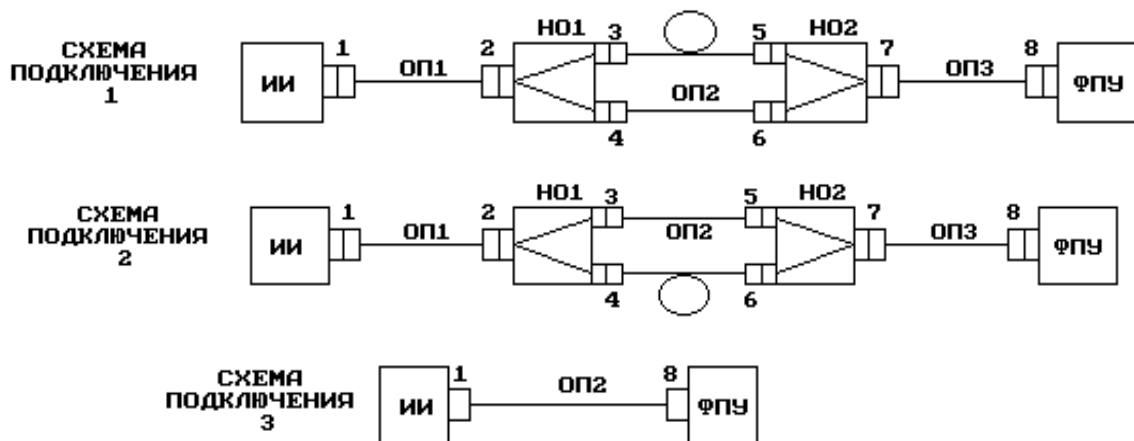 СХЕМА ПОДКЛЮЧЕНИЯ 1
ИИ 1 ОП1 2 НО1 3 4 ОП2 5 6 НО2 7 ОП3 8 ФПУ
СХЕМА ПОДКЛЮЧЕНИЯ 2
ИИ 1 ОП1 2 НО1 3 4 ОП2 5 6 НО2 7 ОП3 8 ФПУ
СХЕМА ПОДКЛЮЧЕНИЯ 3
ИИ 1 ОП2 8 ФПУ